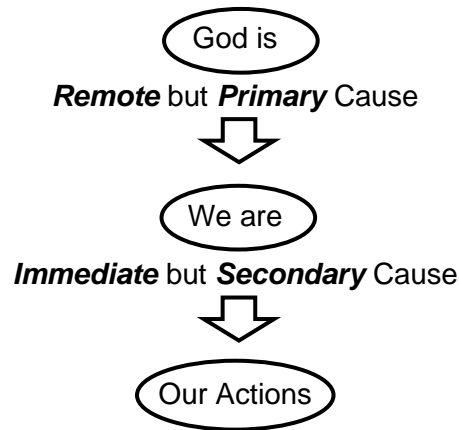 God is
Remote but Primary Cause
We are
Immediate but Secondary Cause
Our Actions